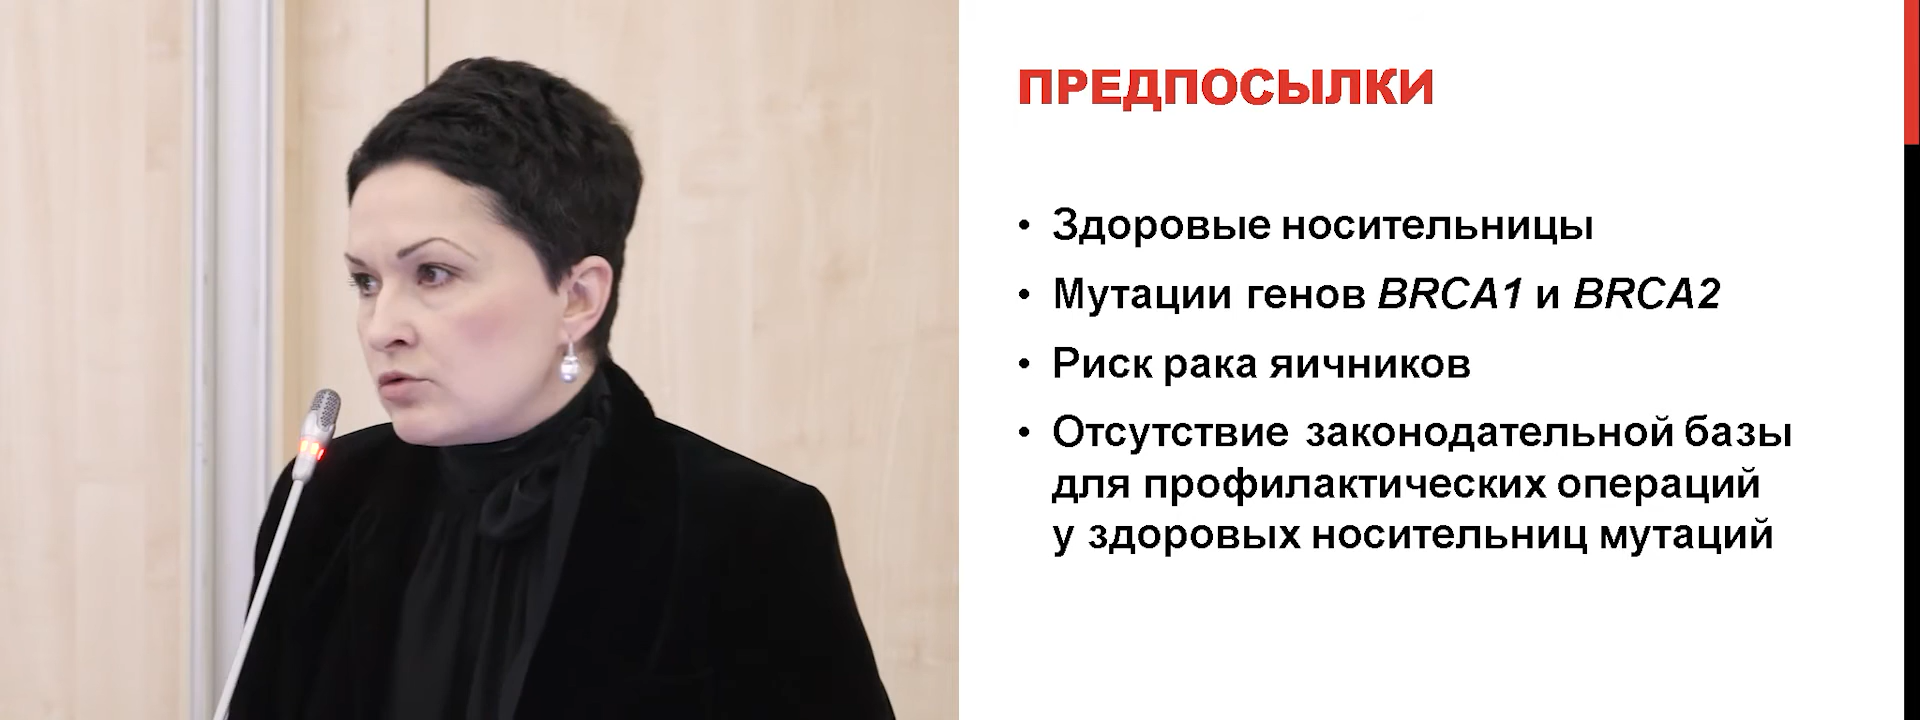 ПРЕДПОСЫЛКИ
• Здоровые носительницы
• Мутации генов BRCA1 и BRCA2
• Риск рака яичников
• Отсутствие законодательной базы
для профилактических операций
у здоровых носительниц мутаций